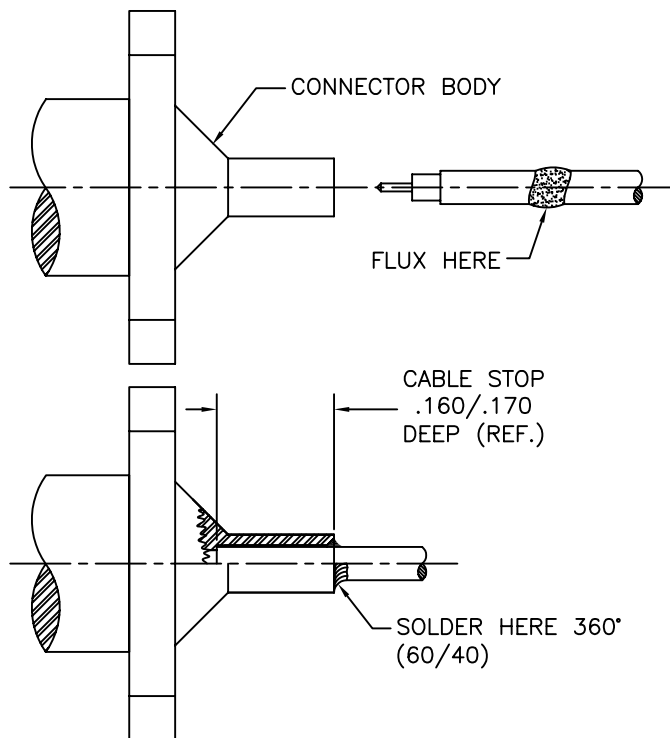 CONNECTOR BODY
FLUX HERE
CABLE STOP
.160/.170
DEEP (REF.)
SOLDER HERE 360°
(60/40)